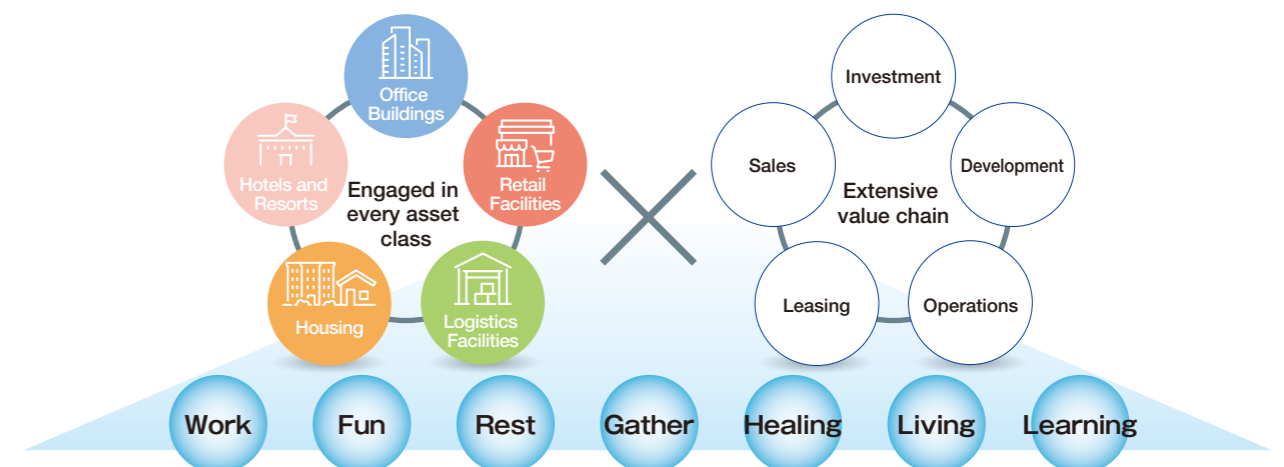 Office
Buildings
Hotels and
Resorts
Retail
Facilities
Engaged in
every asset
class
Housing
Logistics
Facilities
Investment
Sales
Development
Extensive
value chain
Leasing
Operations
Work
Fun
Rest
Gather
Healing
Living
Learning